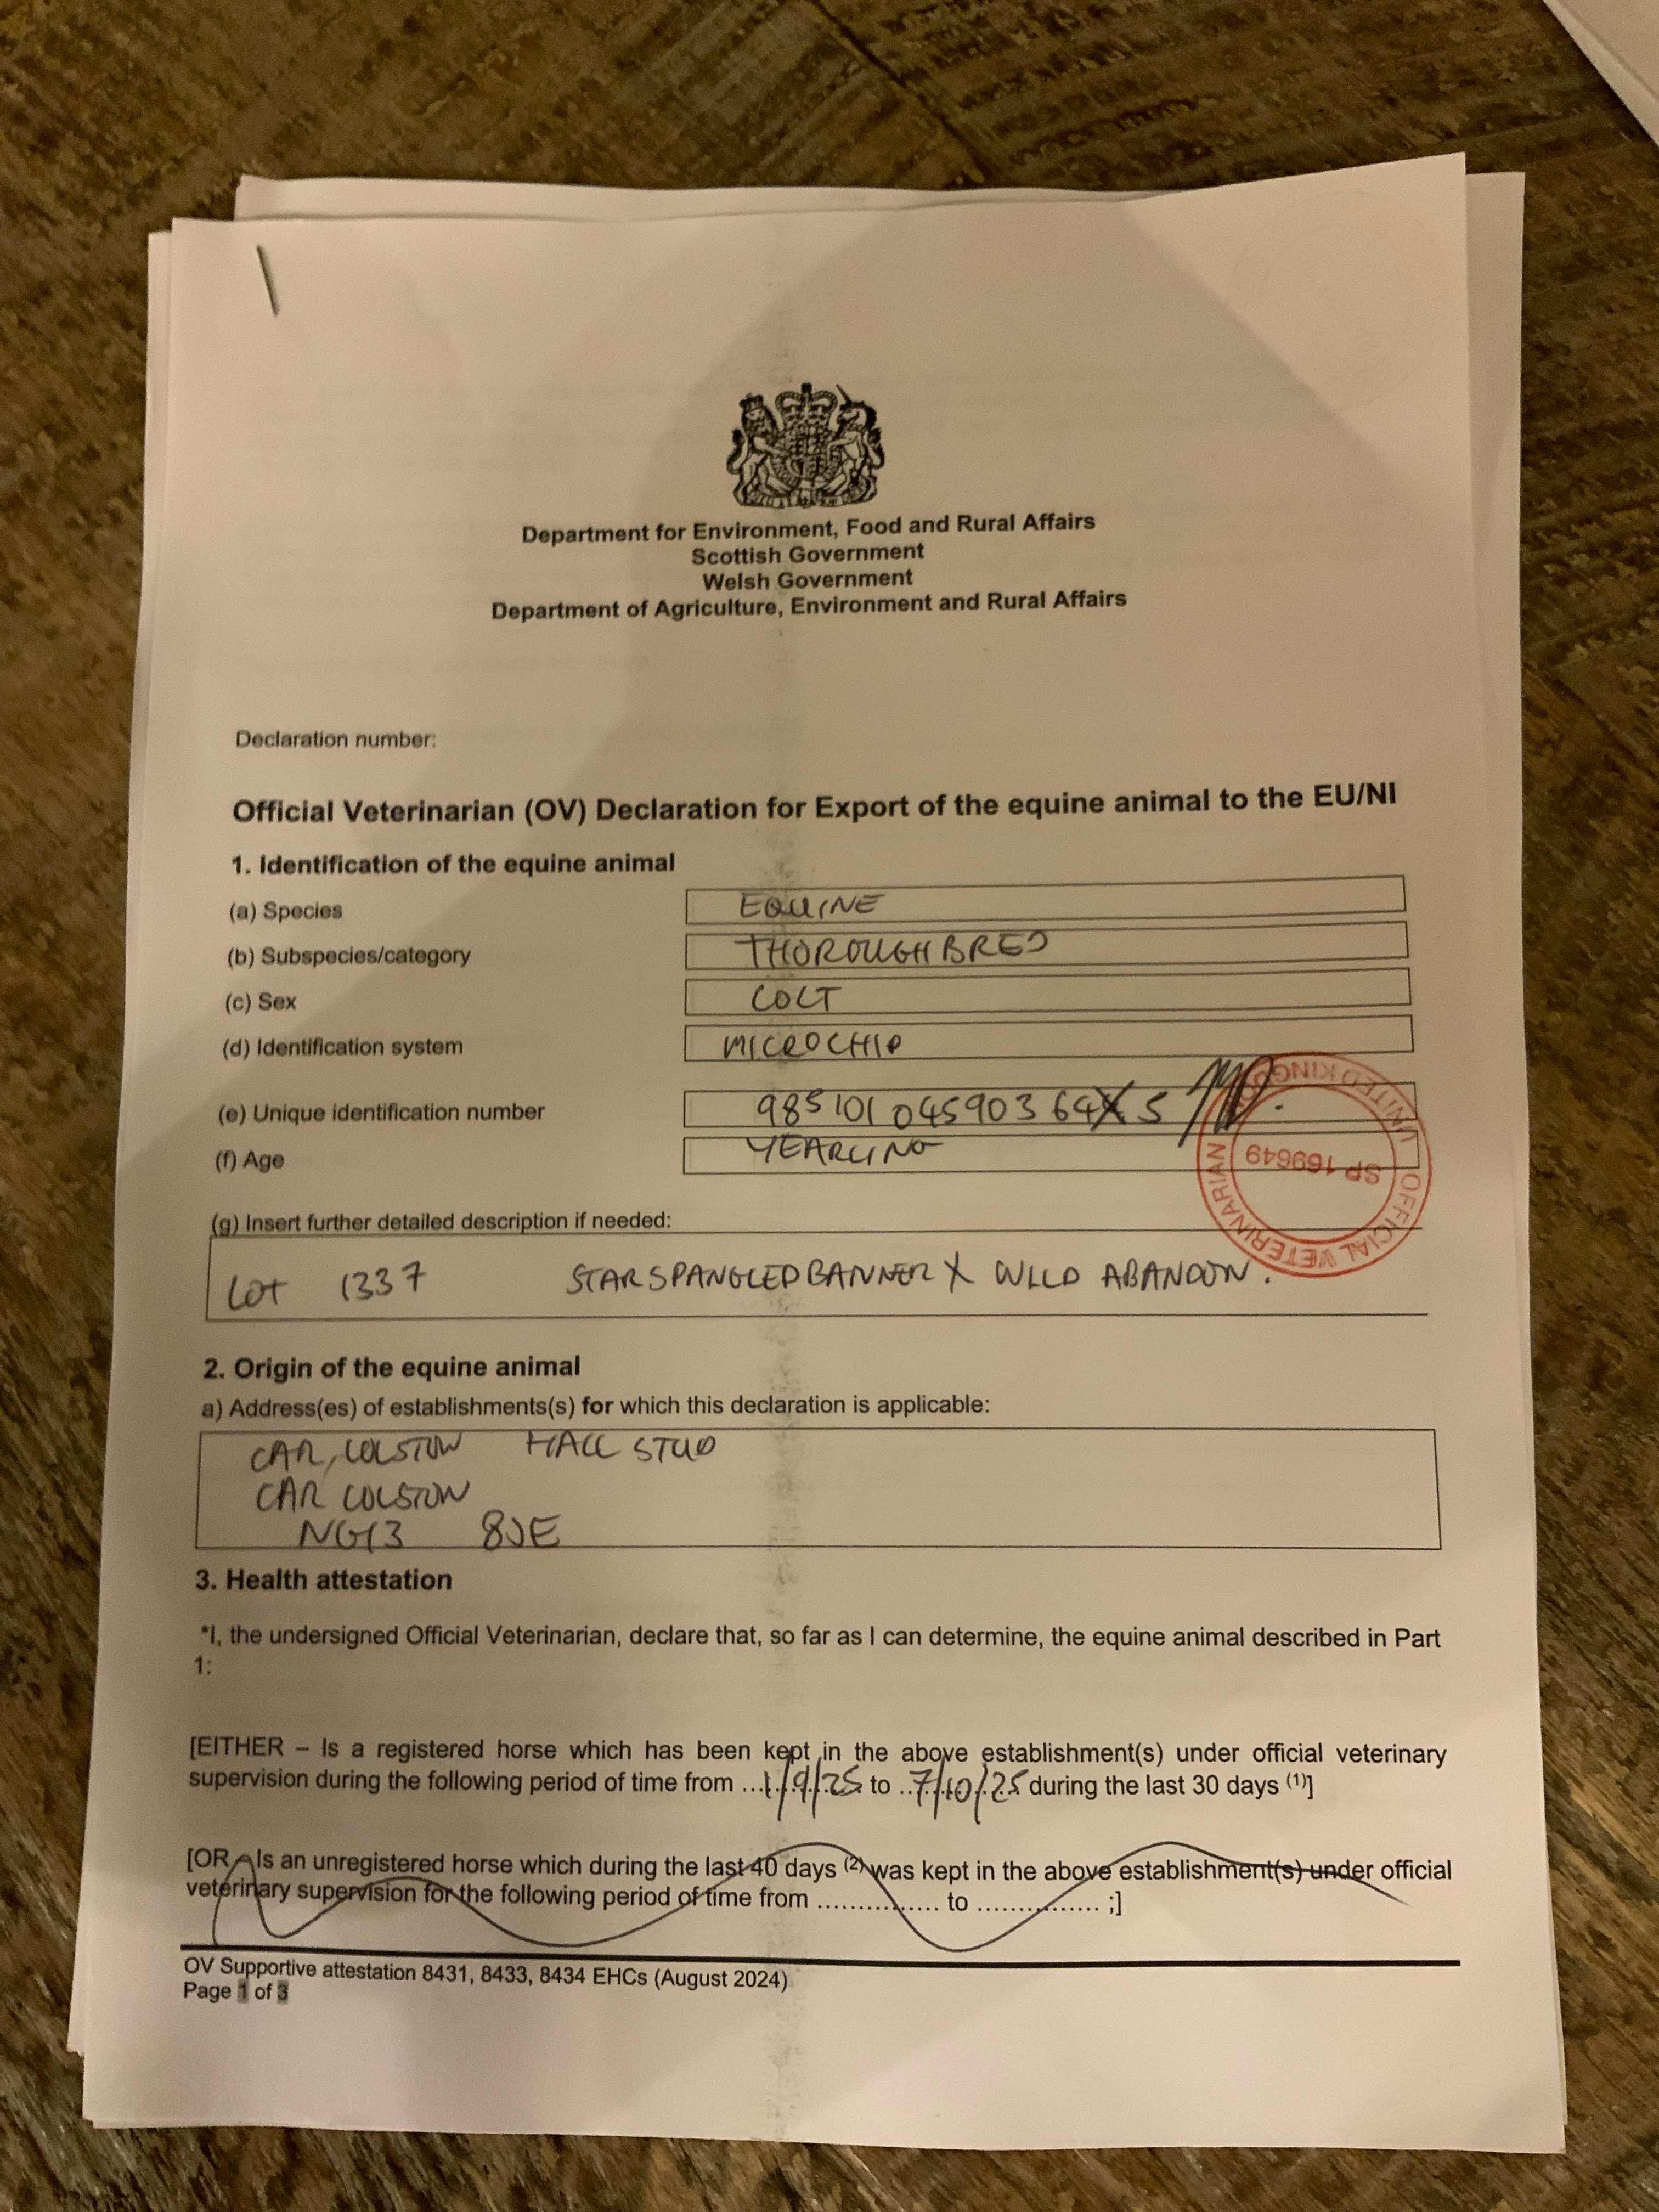 Department for Environment, Food and Rural Affairs
Scottish Government
Welsh Government
Department of Agriculture, Environment and Rural Affairs
Declaration number:
Official Veterinarian (OV) Declaration for Export of the equine animal to the EU/NI
1. Identification of the equine animal
(a) Species EQUINE
(b) Subspecies/category THOROUGHBRED
(c) Sex COLT
(d) Identification system MICROCHIP
(e) Unique identification number 985101045903645
(f) Age YEARLING
UNITED KINGDOM OFFICIAL VETERINARIAN
SP 169649
(g) Insert further detailed description if needed:
LOT 1337 STARSPANGLEDBANNER X WILD ABANDON.
2. Origin of the equine animal
a) Address(es) of establishments(s) for which this declaration is applicable:
CAR COLSTON HALL STUD
CAR COLSTON
NG13 8JE
3. Health attestation
*I, the undersigned Official Veterinarian, declare that, so far as I can determine, the equine animal described in Part
1:
[EITHER – Is a registered horse which has been kept in the above establishment(s) under official veterinary
supervision during the following period of time from ...1/9/25 to ..7/10/25 during the last 30 days (1)]
[OR – Is an unregistered horse which during the last 40 days (2) was kept in the above establishment(s) under official
veterinary supervision for the following period of time from ............... to ............... ;]
OV Supportive attestation 8431, 8433, 8434 EHCs (August 2024)
Page 1 of 3